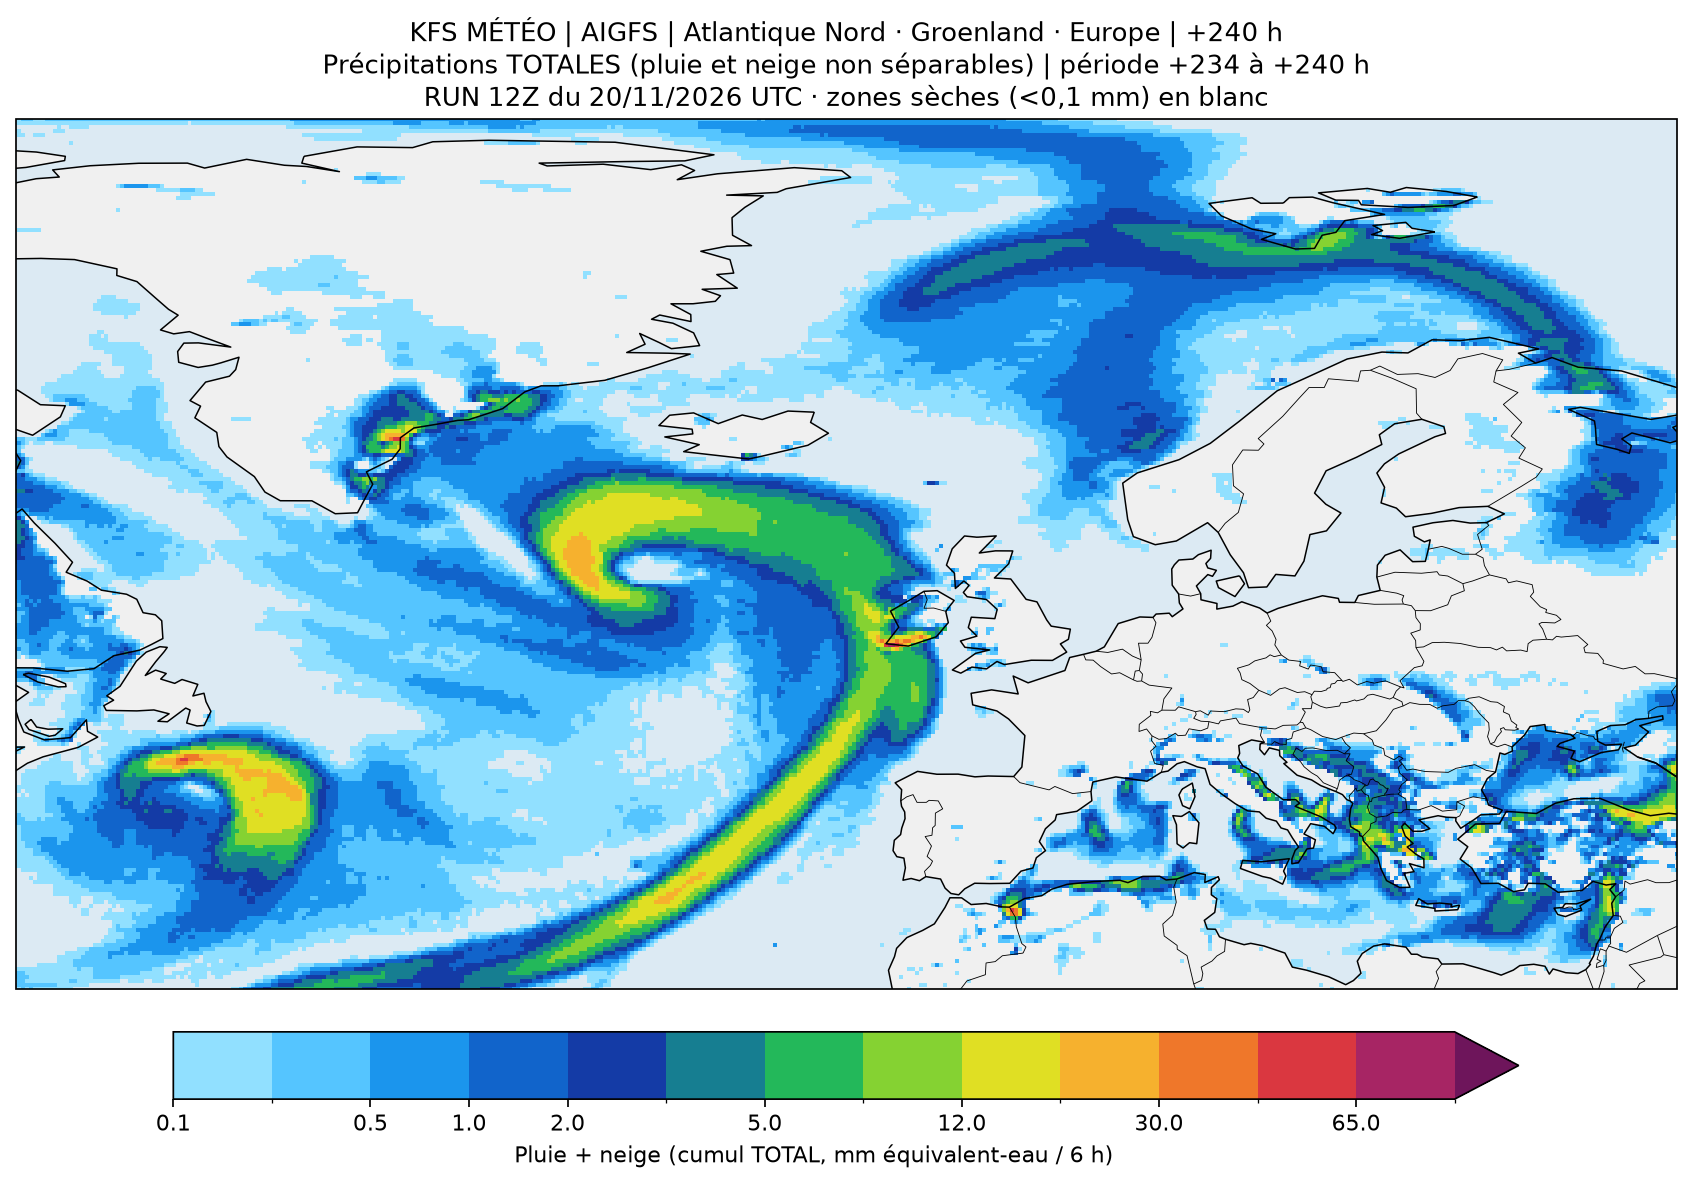 KFS MÉTÉO | AIGFS | Atlantique Nord · Groenland · Europe | +240 h
Précipitations TOTALES (pluie et neige non séparables) | période +234 à +240 h
RUN 12Z du 20/11/2026 UTC · zones sèches (<0,1 mm) en blanc
0.1 0.5 1.0 2.0 5.0 12.0 30.0 65.0
Pluie + neige (cumul TOTAL, mm équivalent-eau / 6 h)